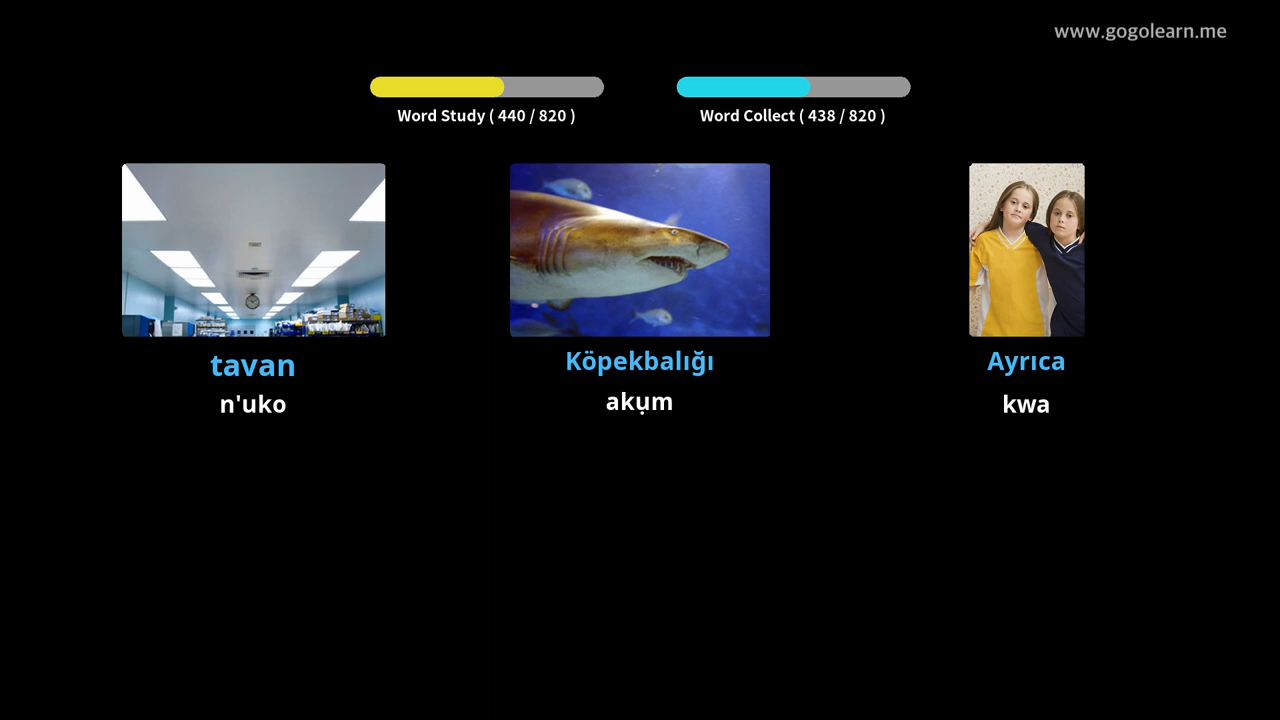 www.gogolearn.me
Word Study ( 440 / 820 )
Word Collect ( 438 / 820 )
tavan
Köpekbalığı
Ayrıca
n'uko
akụm
kwa